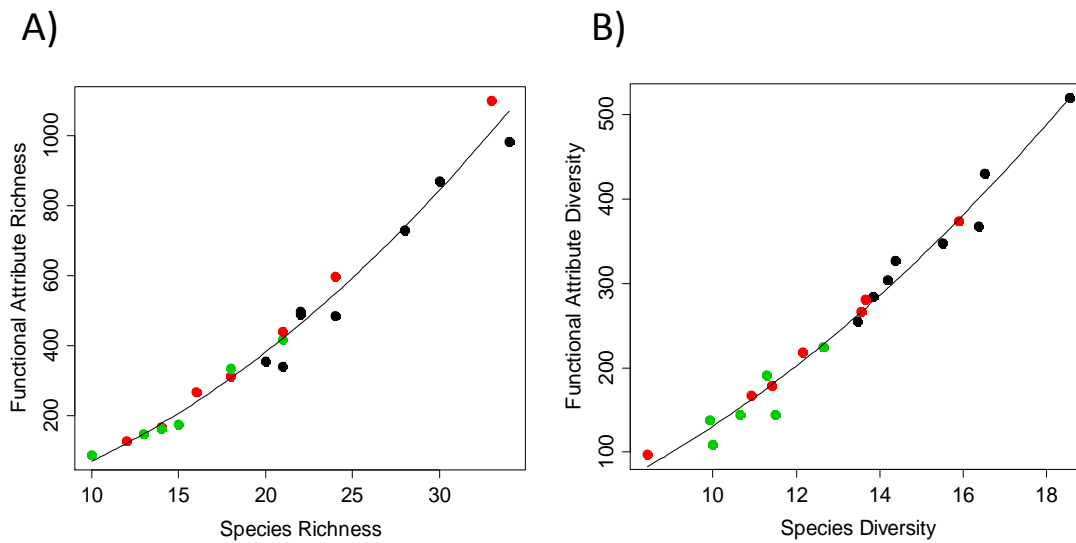 A)
Functional Attribute Richness
1000
800
600
400
200
10 15 20 25 30
Species Richness
B)
Functional Attribute Diversity
500
400
300
200
100
10 12 14 16 18
Species Diversity